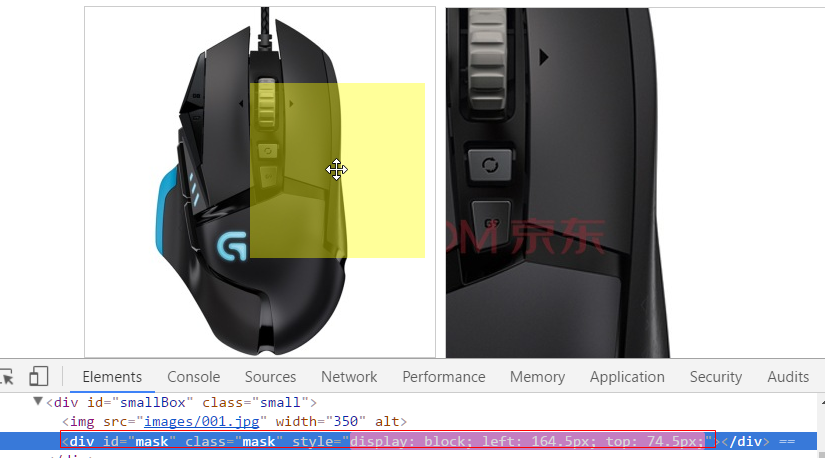 G9
DM 京东
Elements Console Sources Network Performance Memory Application Security Audits
▼<div id="smallBox" class="small">
<img src="images/001.jpg" width="350" alt>
<div id="mask" class="mask" style="display: block; left: 164.5px; top: 74.5px;"></div> ==